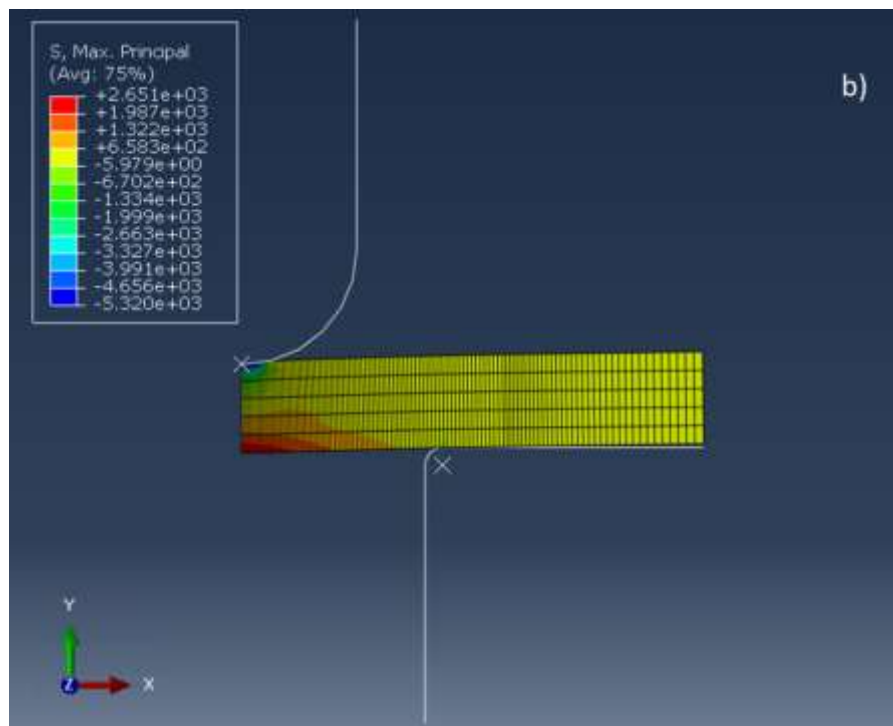 S, Max. Principal
(Avg: 75%)
+2.651e+03
+1.987e+03
+1.322e+03
+6.583e+02
-5.979e+00
-6.702e+02
-1.334e+03
-1.999e+03
-2.663e+03
-3.327e+03
-3.991e+03
-4.656e+03
-5.320e+03
b)
Y
Z
X